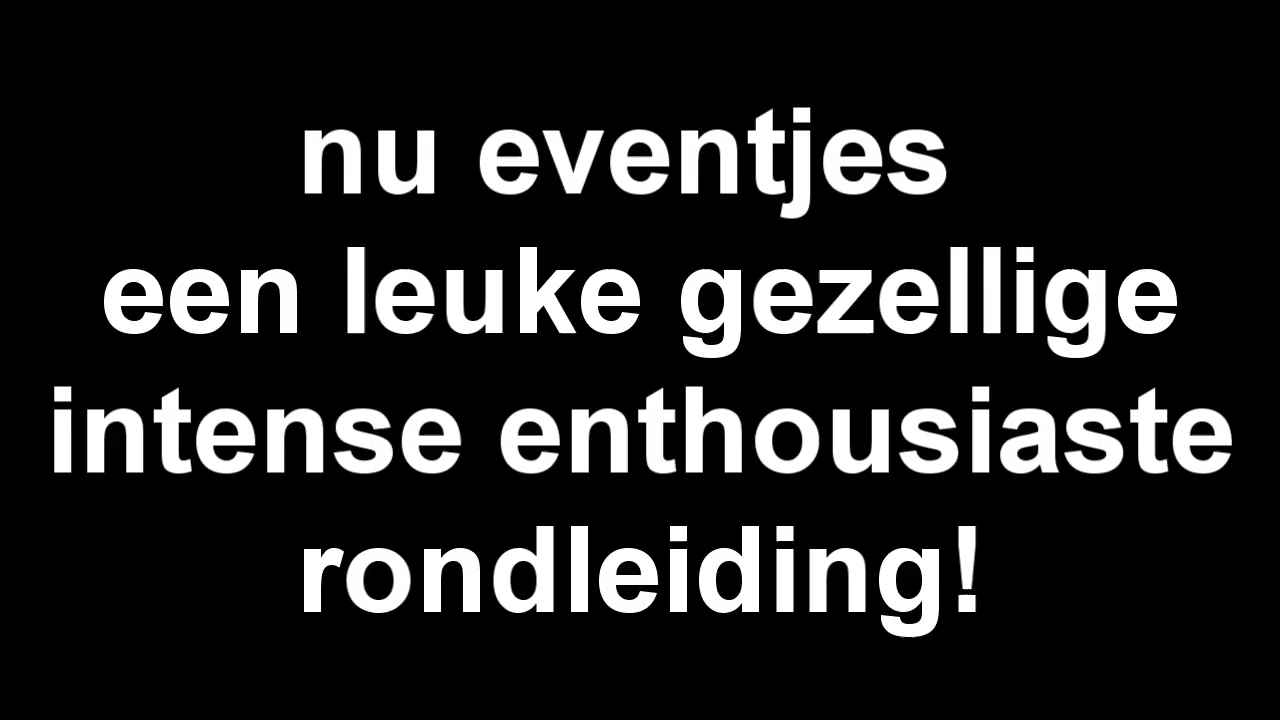 nu eventjes
een leuke gezellige
intense enthousiaste
rondleiding!